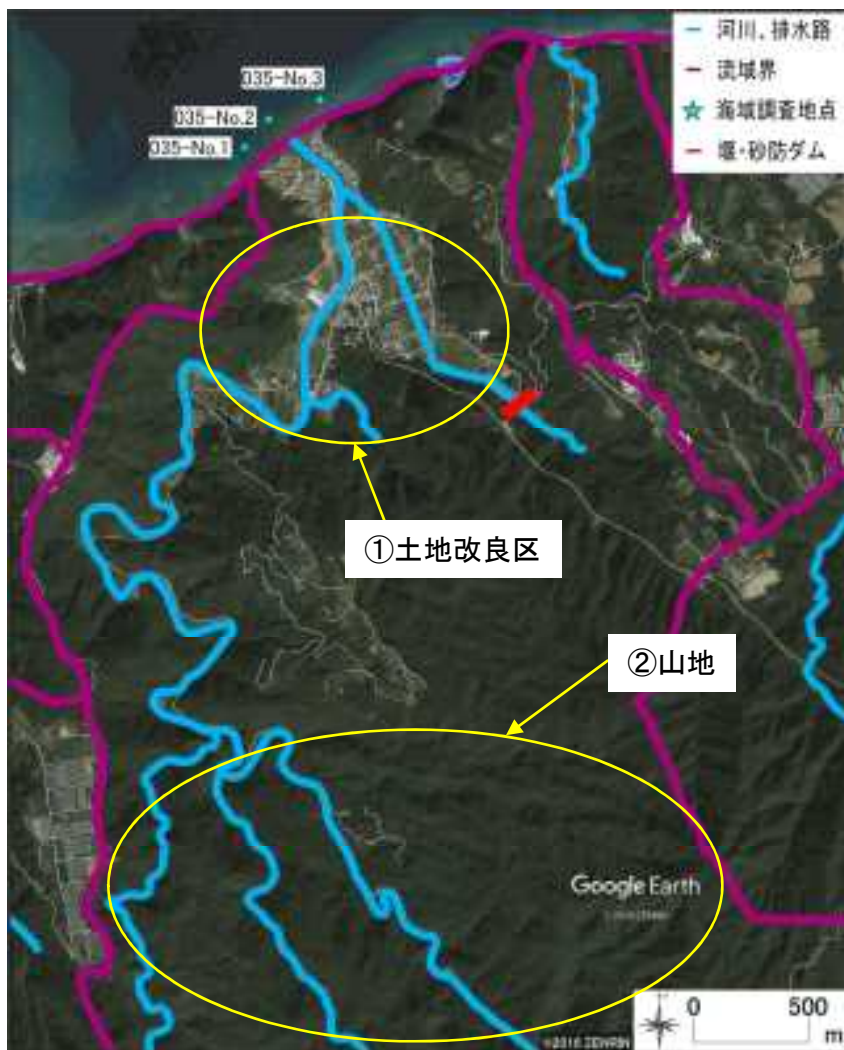 河川、排水路
流域界
海域調査地点
堰・砂防ダム
035-No.3
035-No.2
035-No.1
①土地改良区
②山地
Google Earth
0 500
m